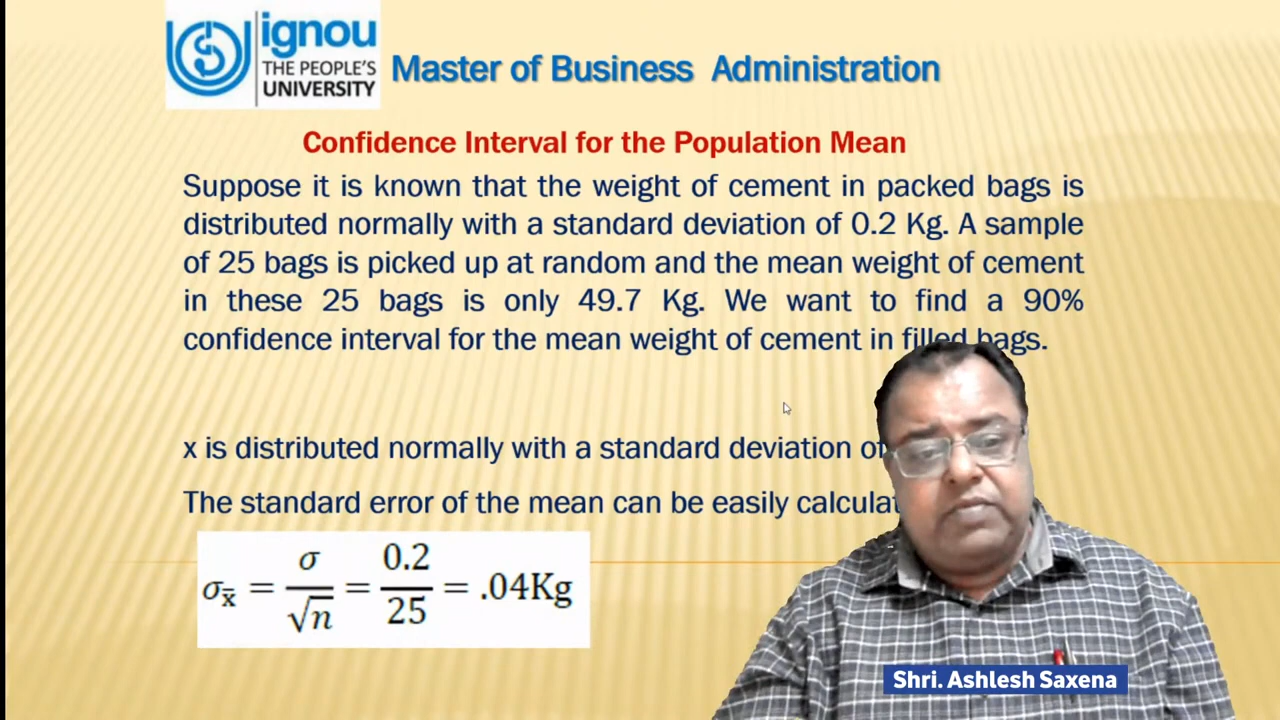 ignou
THE PEOPLE'S
UNIVERSITY
Master of Business Administration
Confidence Interval for the Population Mean
Suppose it is known that the weight of cement in packed bags is
distributed normally with a standard deviation of 0.2 Kg. A sample
of 25 bags is picked up at random and the mean weight of cement
in these 25 bags is only 49.7 Kg. We want to find a 90%
confidence interval for the mean weight of cement in filled bags.
x is distributed normally with a standard deviation of
The standard error of the mean can be easily
σx̄ = σ/√n = 0.2/25 = .04Kg
Shri. Ashlesh Saxena